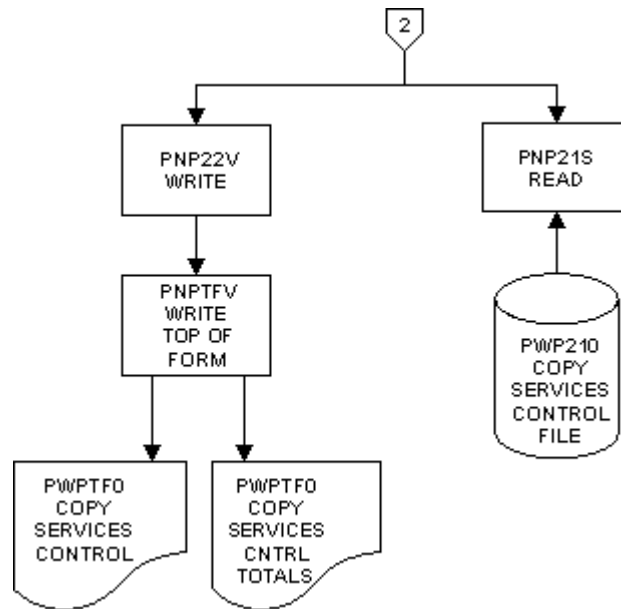 2
PNP22V
WRITE
PNP21S
READ
PNPTFV
WRITE
TOP OF
FORM
PWP210
COPY
SERVICES
CONTROL
FILE
PWPTF0
COPY
SERVICES
CONTROL
PWPTF0
COPY
SERVICES
CNTRL
TOTALS